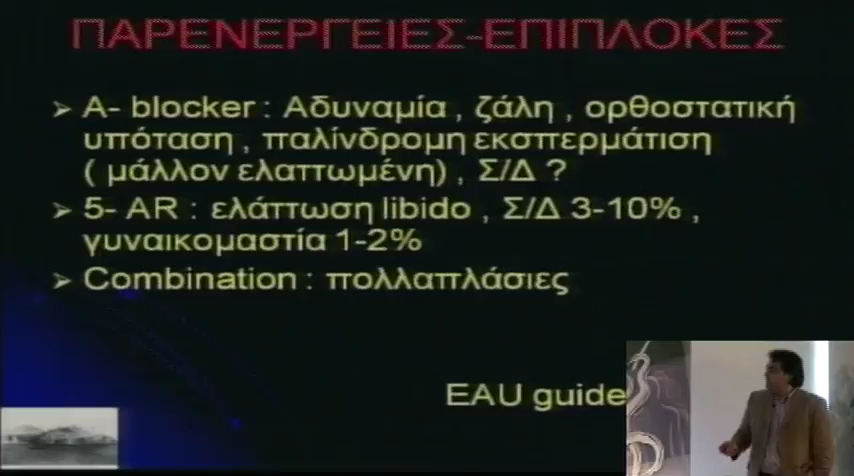 ΠΑΡΕΝΕΡΓΕΙΕΣ-ΕΠΙΠΛΟΚΕΣ
A- blocker : Αδυναμία , ζάλη , ορθοστατική
υπόταση , παλίνδρομη εκσπερμάτιση
( μάλλον ελαττωμένη) , Σ/Δ ?
5- AR : ελάττωση libido , Σ/Δ 3-10% ,
γυναικομαστία 1-2%
Combination : πολλαπλάσιες
EAU guide